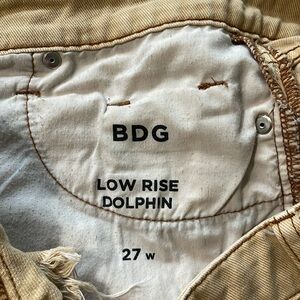 BDG
LOW RISE
DOLPHIN
27 W